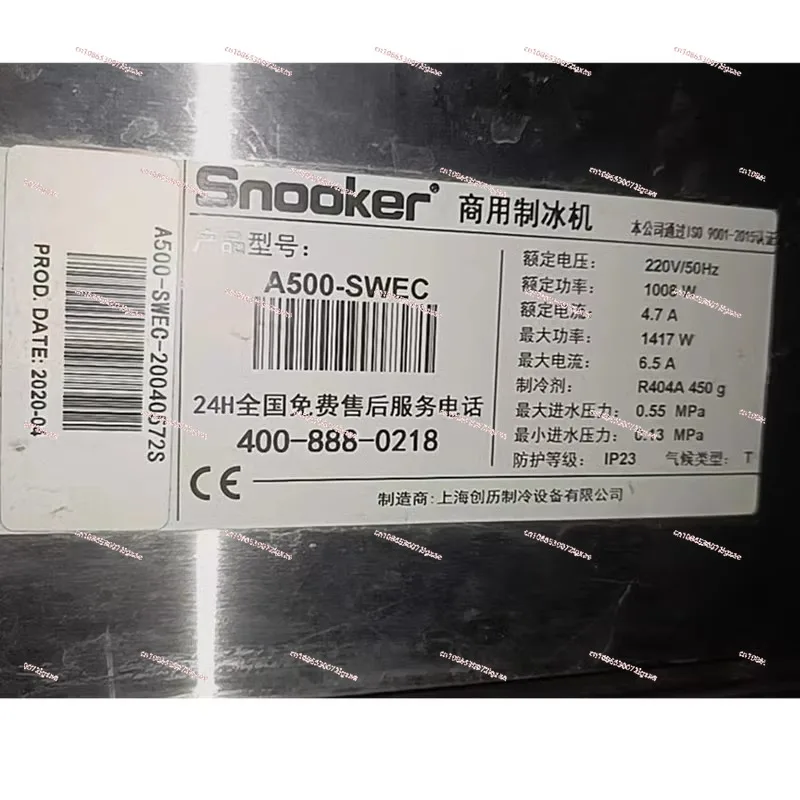 Snooker® 商用制冰机
本公司通过ISO 9001-2015认证
产品型号：
A500-SWEC
24H全国免费售后服务电话
400-888-0218
CE
额定电压： 220V/50Hz
额定功率： 1008 W
额定电流： 4.7 A
最大功率： 1417 W
最大电流： 6.5 A
制冷剂： R404A 450 g
最大进水压力： 0.55 MPa
最小进水压力： 0.13 MPa
防护等级： IP23 气候类型： T
制造商：上海创历制冷设备有限公司
A500-SWEC-20040572S
PROD. DATE: 2020-04